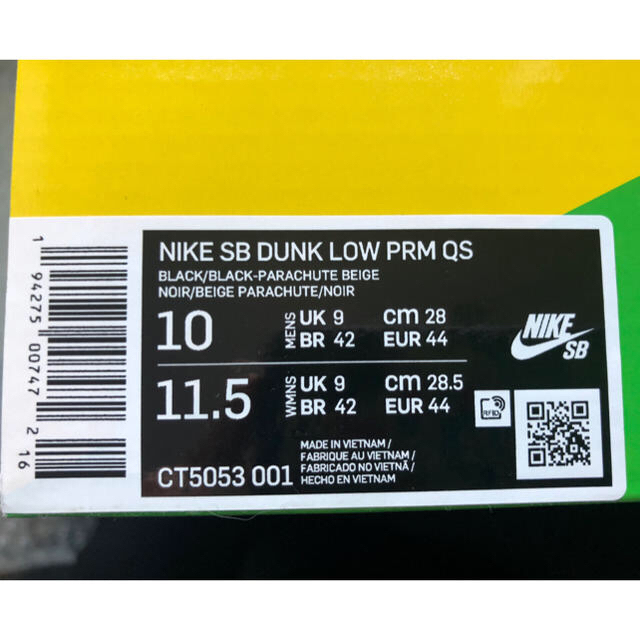 NIKE SB DUNK LOW PRM QS
BLACK/BLACK-PARACHUTE BEIGE
NOIR/BEIGE PARACHUTE/NOIR
10 MENS UK 9 cm 28
BR 42 EUR 44
11.5 WMNS UK 9 cm 28.5
BR 42 EUR 44
NIKE
SB
RFID
MADE IN VIETNAM /
FABRIQUE AU VIETNAM /
FABRICADO NO VIETNÃ /
HECHO EN VIETNAM
CT5053 001
1 94275 00747 2 16